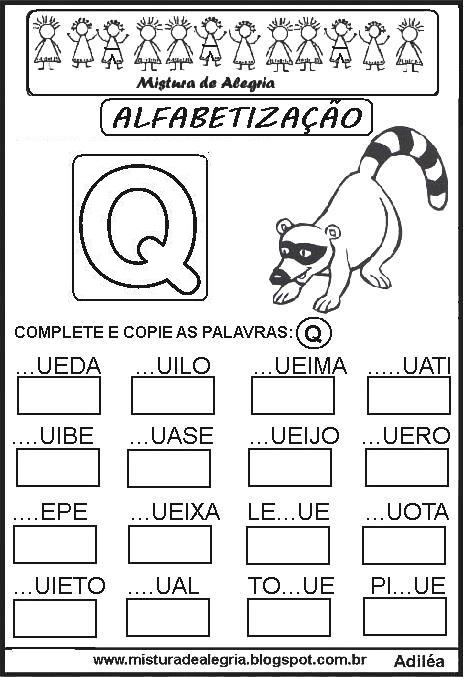 Mistura de Alegria
ALFABETIZAÇÃO
Q
COMPLETE E COPIE AS PALAVRAS: Q
...UEDA ...UILO ...UEIMA .....UATI
....UIBE ...UASE ...UEIJO ...UERO
....EPE ...UEIXA LE...UE ...UOTA
...UIETO ....UAL TO...UE PI...UE
www.misturadealegria.blogspot.com.br Adiléa